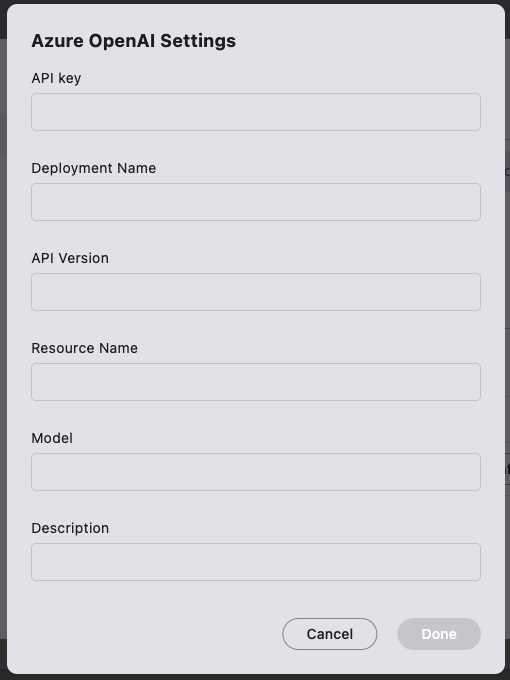 Azure OpenAI Settings
API key
Deployment Name
API Version
Resource Name
Model
Description
Cancel
Done